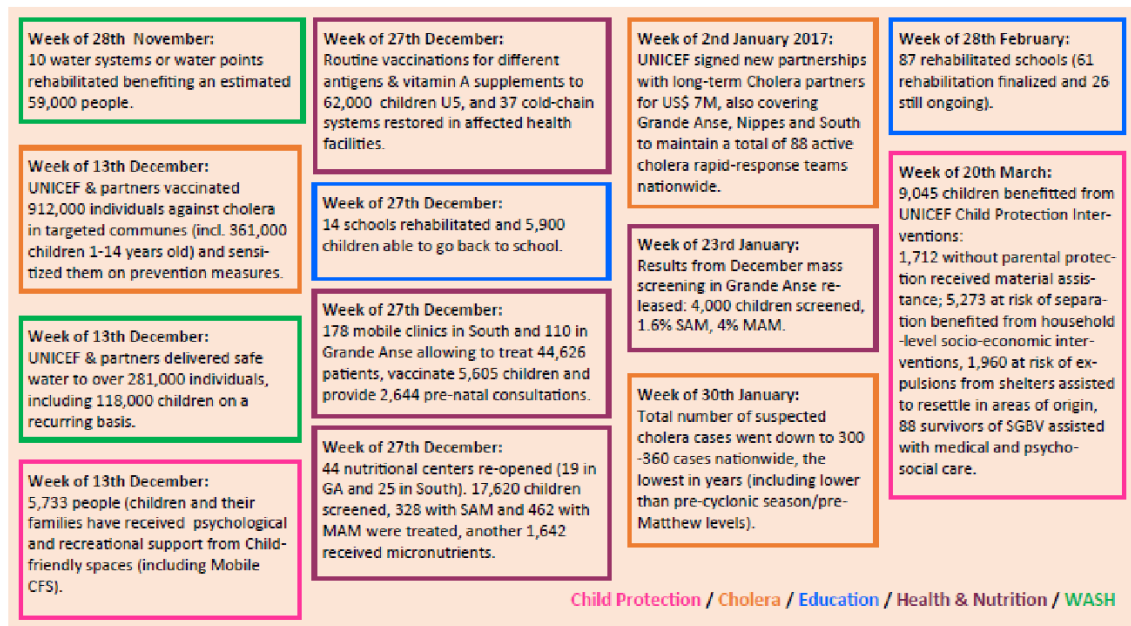 Week of 28th November:
10 water systems or water points
rehabilitated benefiting an estimated
59,000 people.
Week of 13th December:
UNICEF & partners vaccinated
912,000 individuals against cholera
in targeted communes (incl. 361,000
children 1-14 years old) and sensi-
tized them on prevention measures.
Week of 13th December:
UNICEF & partners delivered safe
water to over 281,000 individuals,
including 118,000 children on a
recurring basis.
Week of 13th December:
5,733 people (children and their
families have received psychological
and recreational support from Child-
friendly spaces (including Mobile
CFS).
Week of 27th December:
Routine vaccinations for different
antigens & vitamin A supplements to
62,000 children U5, and 37 cold-chain
systems restored in affected health
facilities.
Week of 27th December:
14 schools rehabilitated and 5,900
children able to go back to school.
Week of 27th December:
178 mobile clinics in South and 110 in
Grande Anse allowing to treat 44,626
patients, vaccinate 5,605 children and
provide 2,644 pre-natal consultations.
Week of 27th December:
44 nutritional centers re-opened (19 in
GA and 25 in South). 17,620 children
screened, 328 with SAM and 462 with
MAM were treated, another 1,642
received micronutrients.
Week of 2nd January 2017:
UNICEF signed new partnerships
with long-term Cholera partners
for US$ 7M, also covering
Grande Anse, Nippes and South
to maintain a total of 88 active
cholera rapid-response teams
nationwide.
Week of 23rd January:
Results from December mass
screening in Grande Anse re-
leased: 4,000 children screened,
1.6% SAM, 4% MAM.
Week of 30th January:
Total number of suspected
cholera cases went down to 300
-360 cases nationwide, the
lowest in years (including lower
than pre-cyclonic season/pre-
Matthew levels).
Week of 28th February:
87 rehabilitated schools (61
rehabilitation finalized and 26
still ongoing).
Week of 20th March:
9,045 children benefitted from
UNICEF Child Protection Inter-
ventions:
1,712 without parental protec-
tion received material assis-
tance; 5,273 at risk of separa-
tion benefited from household
-level socio-economic inter-
ventions, 1,960 at risk of ex-
pulsions from shelters assisted
to resettle in areas of origin,
88 survivors of SGBV assisted
with medical and psycho-
social care.
Child Protection / Cholera / Education / Health & Nutrition / WASH